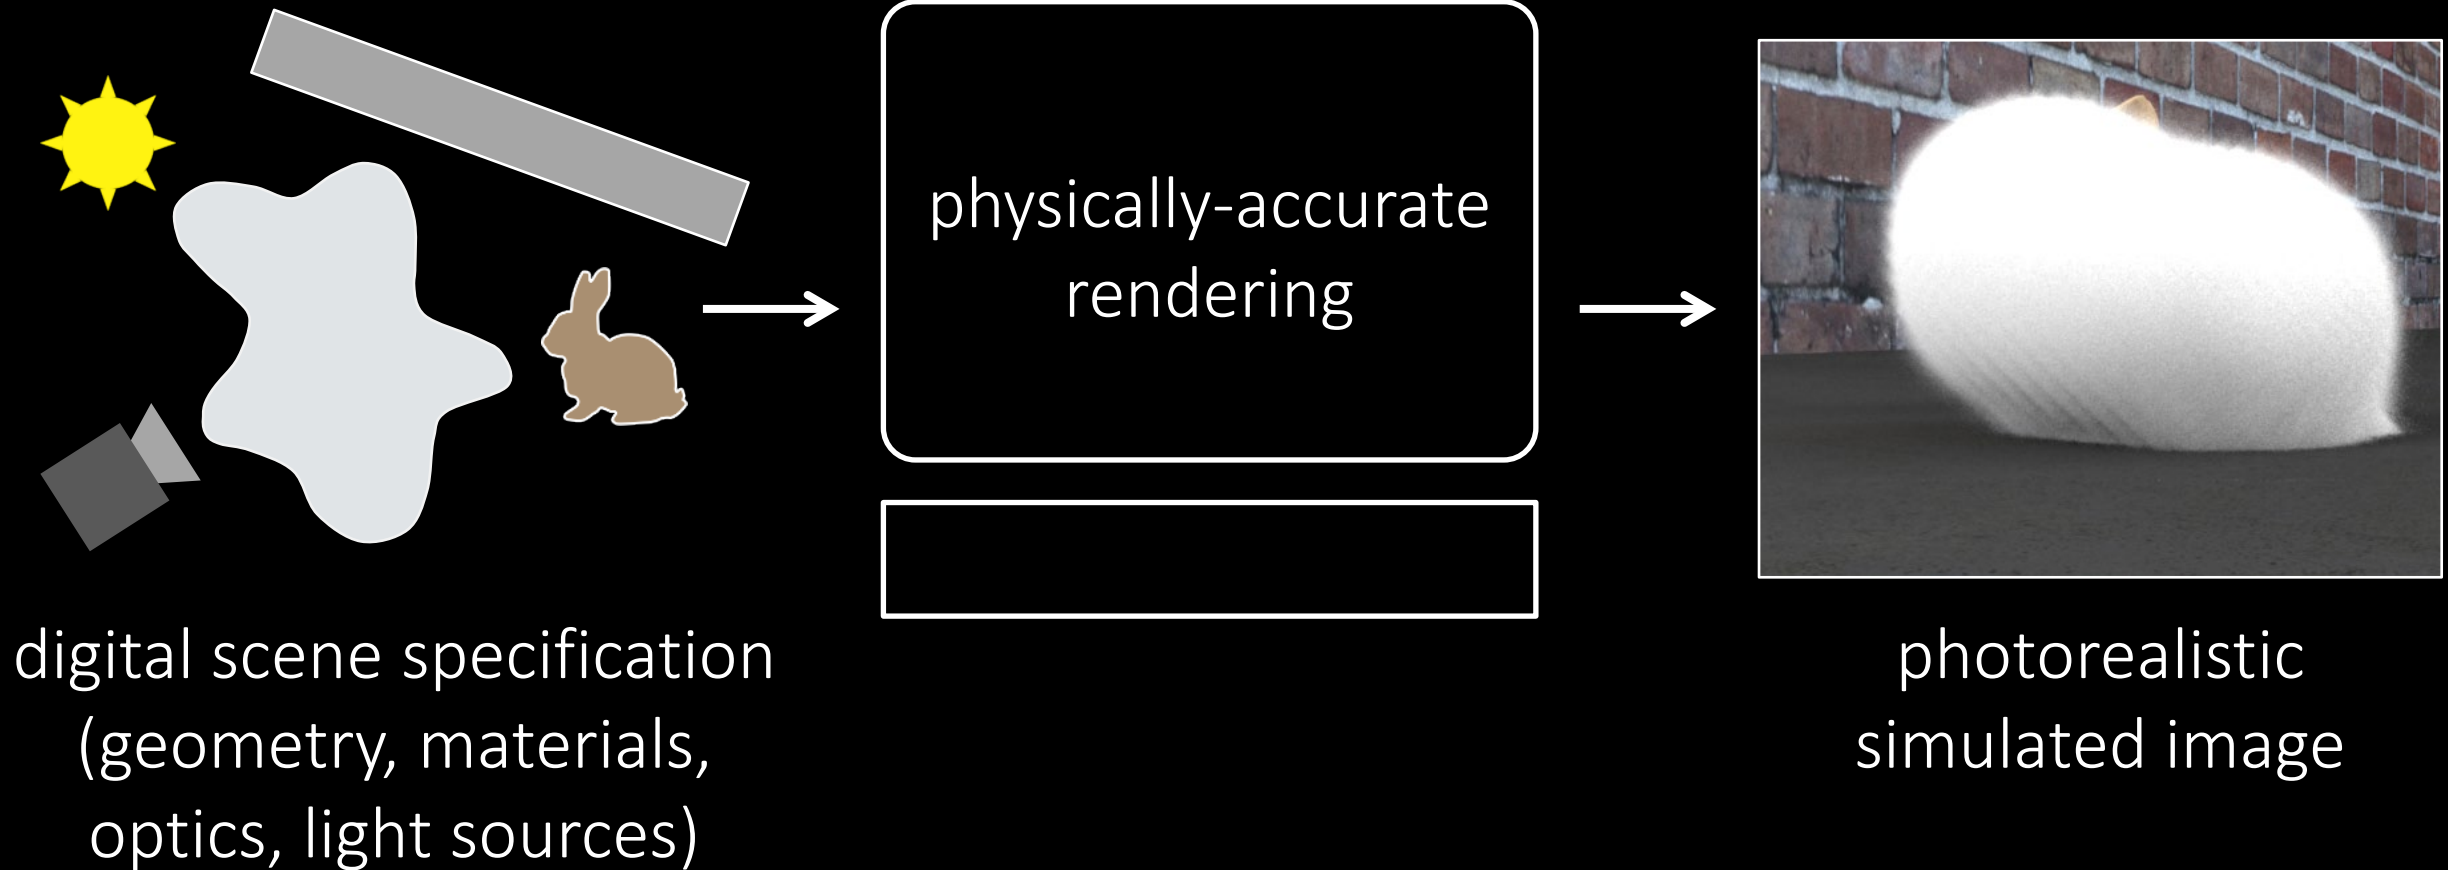 physically-accurate
rendering
digital scene specification
(geometry, materials,
optics, light sources)
photorealistic
simulated image